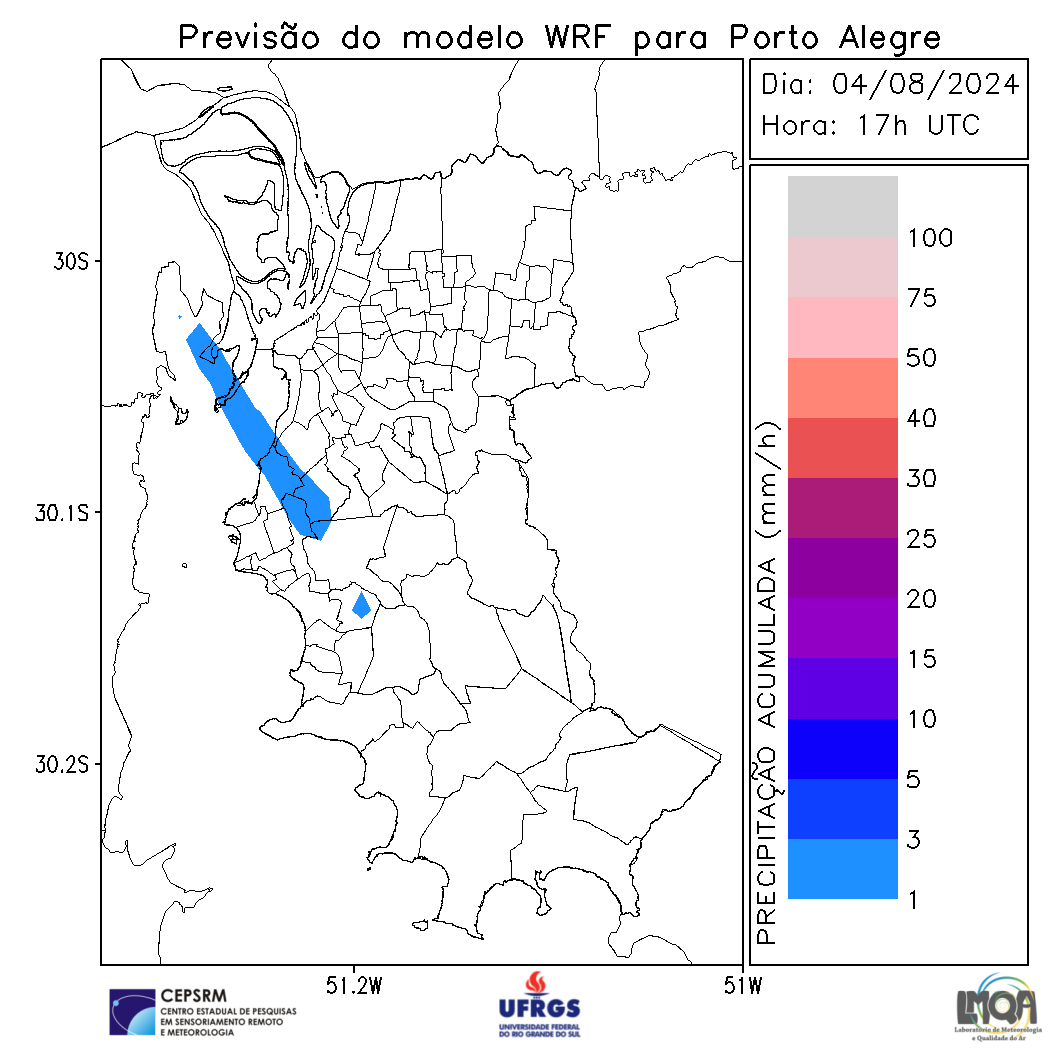 Previsão do modelo WRF para Porto Alegre
Dia: 04/08/2024
Hora: 17h UTC
30S
30.1S
30.2S
51.2W
51W
PRECIPITAÇÃO ACUMULADA (mm/h)
100
75
50
40
30
25
20
15
10
5
3
1
CEPSRM
CENTRO ESTADUAL DE PESQUISAS
EM SENSORIAMENTO REMOTO
E METEOROLOGIA
UFRGS
UNIVERSIDADE FEDERAL
DO RIO GRANDE DO SUL
LMQA
Laboratório de Meteorologia
e Qualidade do Ar